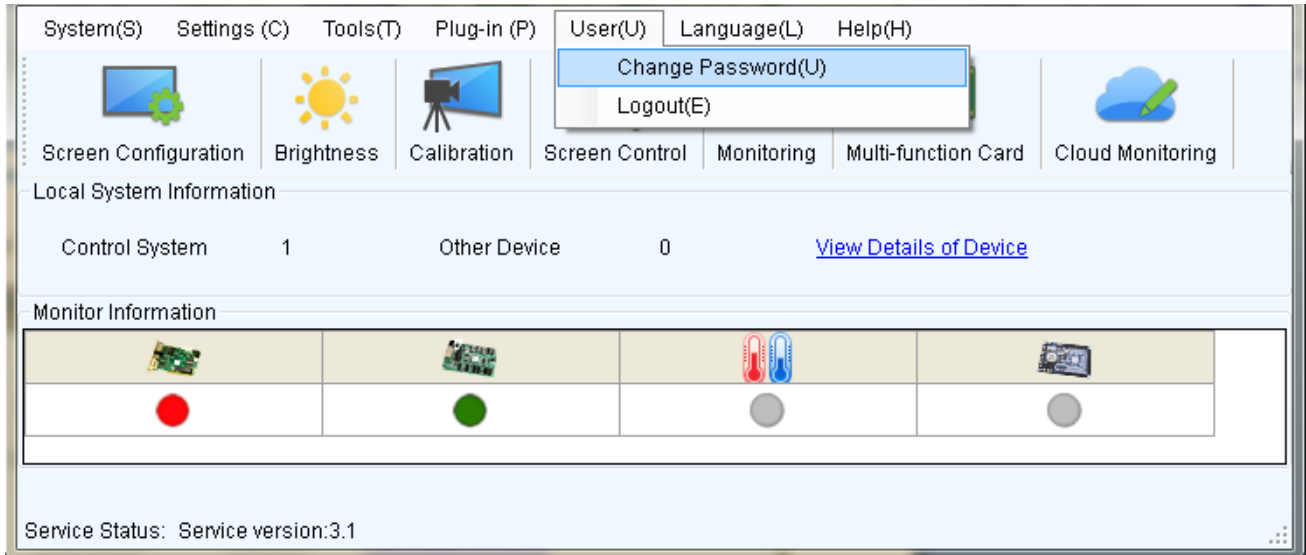 System(S) Settings (C) Tools(T) Plug-in (P) User(U) Language(L) Help(H)
Change Password(U)
Logout(E)
Screen Configuration Brightness Calibration Screen Control Monitoring Multi-function Card Cloud Monitoring
Local System Information
Control System 1 Other Device 0 View Details of Device
Monitor Information
Service Status: Service version:3.1